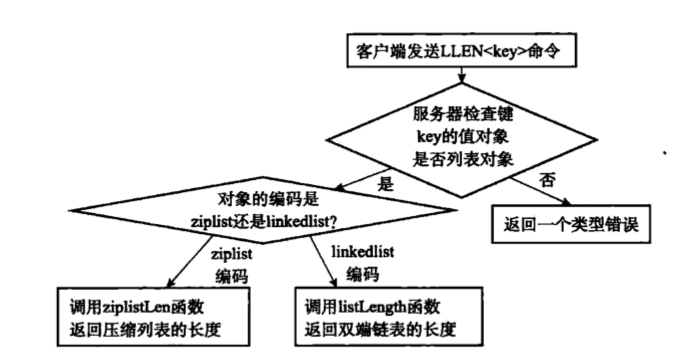 客户端发送LLEN<key>命令
服务器检查键
key的值对象
是否列表对象
是
否
对象的编码是
ziplist还是linkedlist?
返回一个类型错误
ziplist
编码
linkedlist
编码
调用ziplistLen函数
返回压缩列表的长度
调用listLength函数
返回双端链表的长度